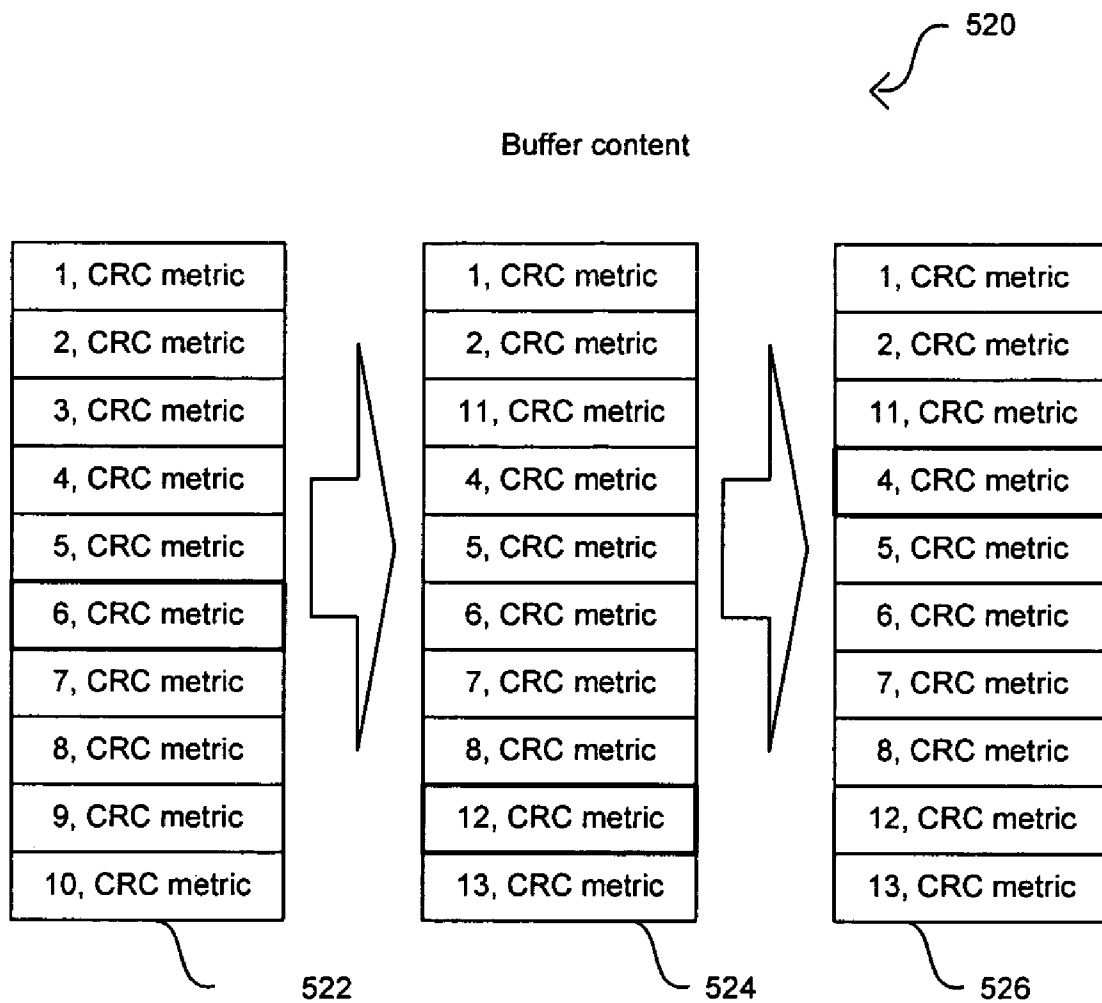 520
Buffer content
1, CRC metric
2, CRC metric
3, CRC metric
4, CRC metric
5, CRC metric
6, CRC metric
7, CRC metric
8, CRC metric
9, CRC metric
10, CRC metric
522
1, CRC metric
2, CRC metric
11, CRC metric
4, CRC metric
5, CRC metric
6, CRC metric
7, CRC metric
8, CRC metric
12, CRC metric
13, CRC metric
524
1, CRC metric
2, CRC metric
11, CRC metric
4, CRC metric
5, CRC metric
6, CRC metric
7, CRC metric
8, CRC metric
12, CRC metric
13, CRC metric
526